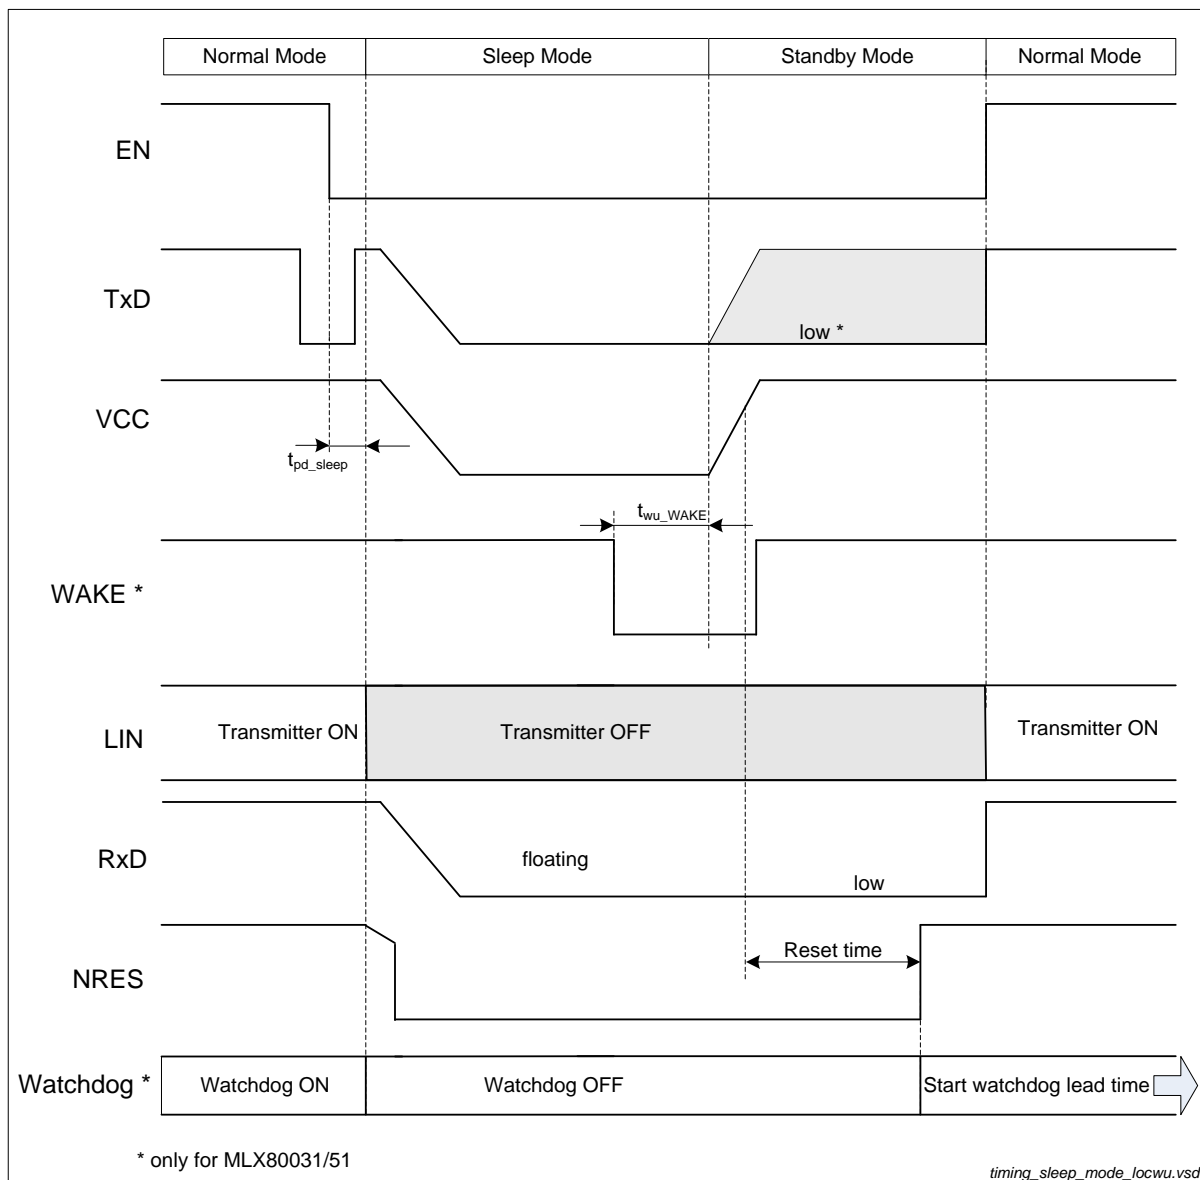 Normal Mode Sleep Mode Standby Mode Normal Mode
EN
TxD
low *
VCC
tpd_sleep
twu_WAKE
WAKE *
LIN Transmitter ON Transmitter OFF Transmitter ON
RxD floating
low
Reset time
NRES
Watchdog * Watchdog ON Watchdog OFF Start watchdog lead time
* only for MLX80031/51
timing_sleep_mode_locwu.vsd